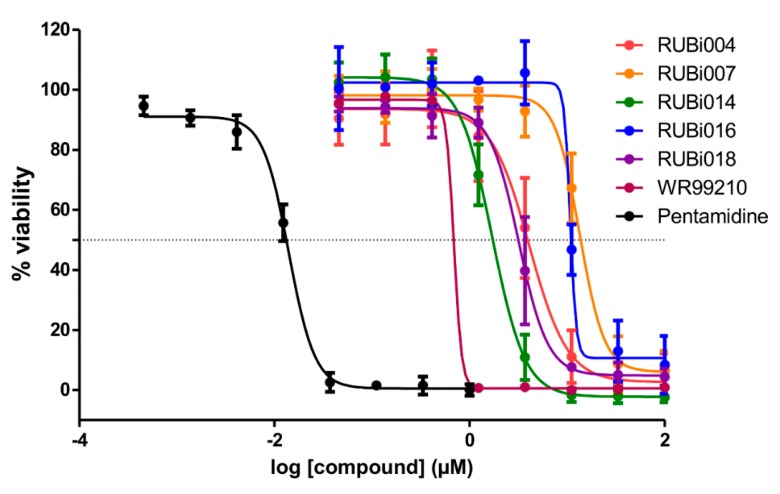 120
100
80
60
40
20
0
% viability
-4
-2
0
2
log [compound] (µM)
RUBi004
RUBi007
RUBi014
RUBi016
RUBi018
WR99210
Pentamidine